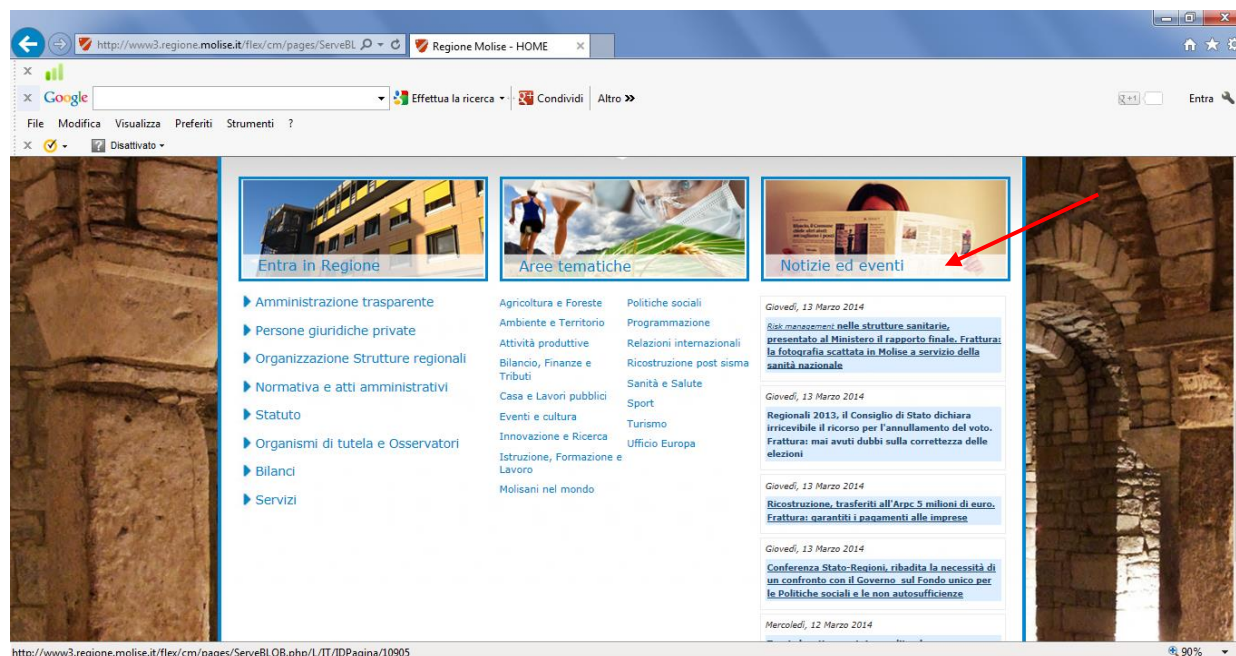 http://www3.regione.molise.it/flex/cm/pages/ServeBL
Regione Molise - HOME
Google
Effettua la ricerca
Condividi
Altro
+1
Entra
File Modifica Visualizza Preferiti Strumenti ?
Disattivato
Entra in Regione
Amministrazione trasparente
Persone giuridiche private
Organizzazione Strutture regionali
Normativa e atti amministrativi
Statuto
Organismi di tutela e Osservatori
Bilanci
Servizi
Aree tematiche
Agricoltura e Foreste
Ambiente e Territorio
Attività produttive
Bilancio, Finanze e
Tributi
Casa e Lavori pubblici
Eventi e cultura
Innovazione e Ricerca
Istruzione, Formazione e
Lavoro
Molisani nel mondo
Politiche sociali
Programmazione
Relazioni internazionali
Ricostruzione post sisma
Sanità e Salute
Sport
Turismo
Ufficio Europa
Notizie ed eventi
Giovedì, 13 Marzo 2014
Risk management nelle strutture sanitarie,
presentato al Ministero il rapporto finale. Frattura:
la fotografia scattata in Molise a servizio della
sanità nazionale
Giovedì, 13 Marzo 2014
Regionali 2013, il Consiglio di Stato dichiara
irricevibile il ricorso per l'annullamento del voto.
Frattura: mai avuti dubbi sulla correttezza delle
elezioni
Giovedì, 13 Marzo 2014
Ricostruzione, trasferiti all'Arpc 5 milioni di euro.
Frattura: garantiti i pagamenti alle imprese
Giovedì, 13 Marzo 2014
Conferenza Stato-Regioni, ribadita la necessità di
un confronto con il Governo sul Fondo unico per
le Politiche sociali e le non autosufficienze
Mercoledì, 12 Marzo 2014
http://www3.regione.molise.it/flex/cm/pages/ServeBLOB.php/L/IT/IDPagina/10905
90%